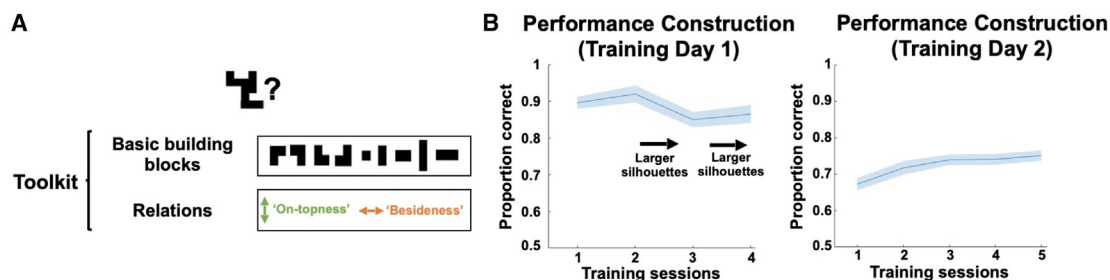 A
?
Toolkit
Basic building
blocks
Relations
'On-topness' 'Besideness'
B
Performance Construction
(Training Day 1)
Proportion correct
1
0.9
0.8
0.7
0.6
0.5
Larger
silhouettes
Larger
silhouettes
1 2 3 4
Training sessions
Performance Construction
(Training Day 2)
Proportion correct
1
0.9
0.8
0.7
0.6
0.5
1 2 3 4 5
Training sessions